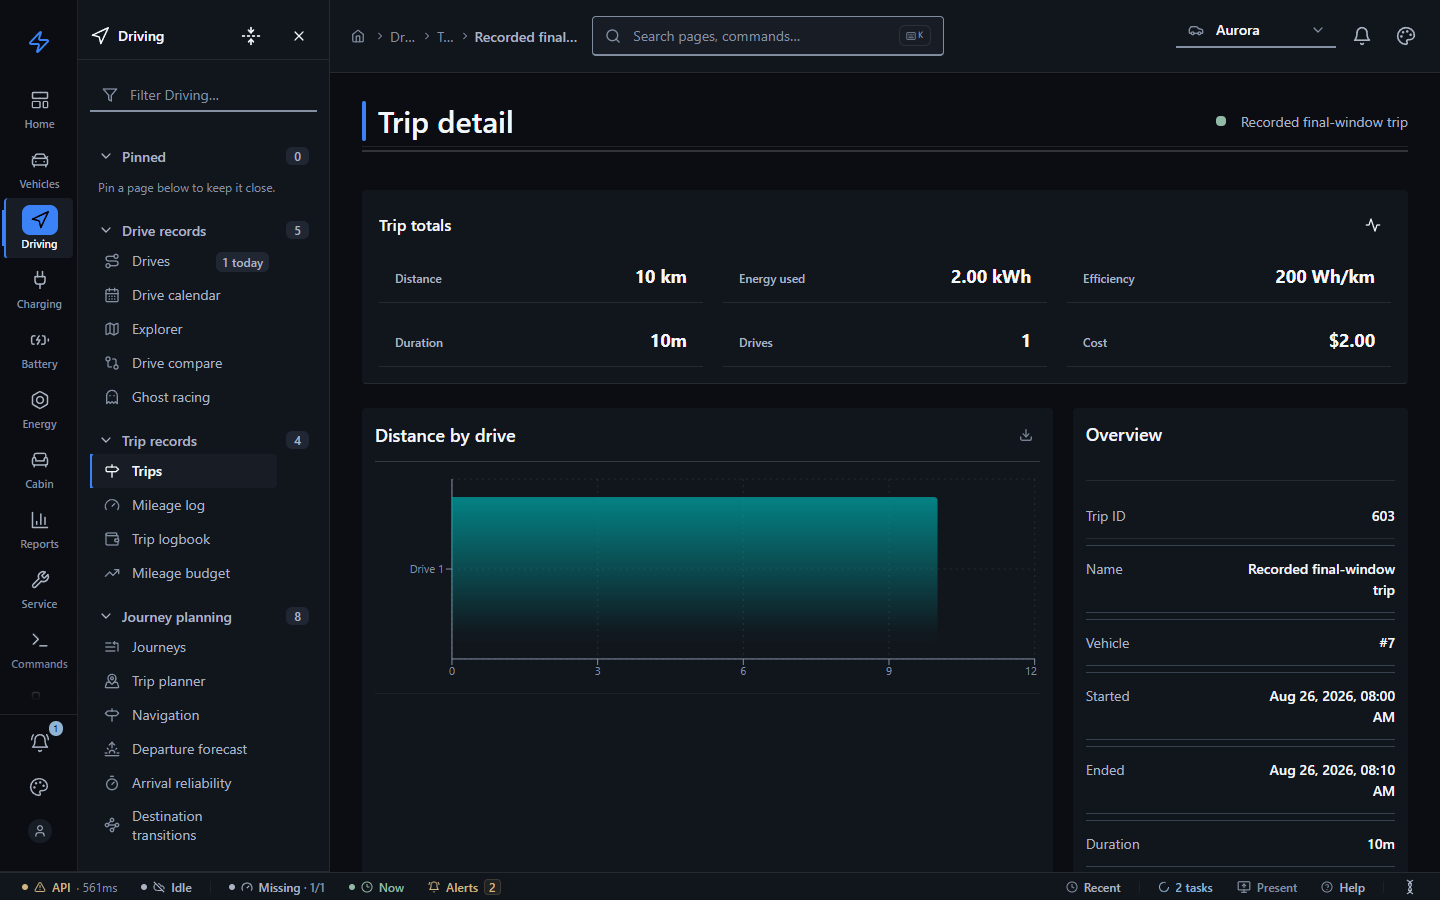 Home
Vehicles
Driving
Charging
Battery
Energy
Cabin
Reports
Service
Commands
1
Driving
Filter Driving...
Pinned 0
Pin a page below to keep it close.
Drive records 5
Drives 1 today
Drive calendar
Explorer
Drive compare
Ghost racing
Trip records 4
Trips
Mileage log
Trip logbook
Mileage budget
Journey planning 8
Journeys
Trip planner
Navigation
Departure forecast
Arrival reliability
Destination
transitions
Dr... T... Recorded final...
Search pages, commands... K
Aurora
Trip detail
Recorded final-window trip
Trip totals
Distance 10 km Energy used 2.00 kWh Efficiency 200 Wh/km
Duration 10m Drives 1 Cost $2.00
Distance by drive
Drive 1
0 3 6 9 12
Overview
Trip ID 603
Name Recorded final-window
trip
Vehicle #7
Started Aug 26, 2026, 08:00
AM
Ended Aug 26, 2026, 08:10
AM
Duration 10m
API · 561ms Idle Missing · 1/1 Now Alerts 2 Recent 2 tasks Present Help